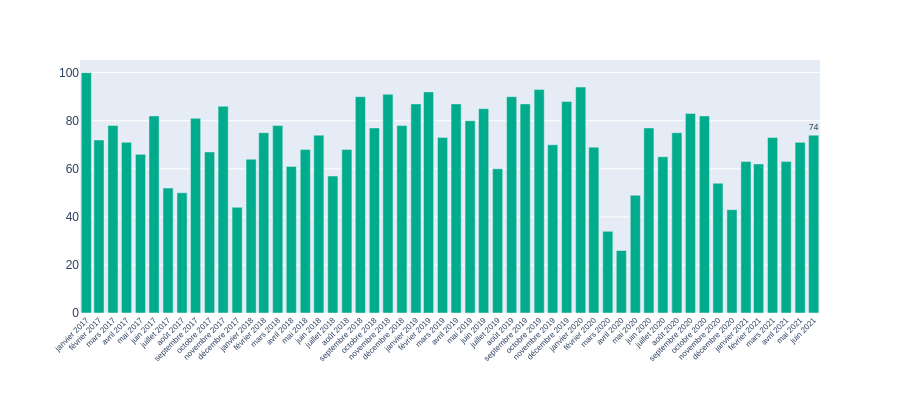 100
80
60
40
20
0
74
janvier 2017
février 2017
mars 2017
avril 2017
mai 2017
juin 2017
juillet 2017
août 2017
septembre 2017
octobre 2017
novembre 2017
décembre 2017
janvier 2018
février 2018
mars 2018
avril 2018
mai 2018
juin 2018
juillet 2018
août 2018
septembre 2018
octobre 2018
novembre 2018
décembre 2018
janvier 2019
février 2019
mars 2019
avril 2019
mai 2019
juin 2019
juillet 2019
août 2019
septembre 2019
octobre 2019
novembre 2019
décembre 2019
janvier 2020
février 2020
mars 2020
avril 2020
mai 2020
juin 2020
juillet 2020
août 2020
septembre 2020
octobre 2020
novembre 2020
décembre 2020
janvier 2021
février 2021
mars 2021
avril 2021
mai 2021
juin 2021